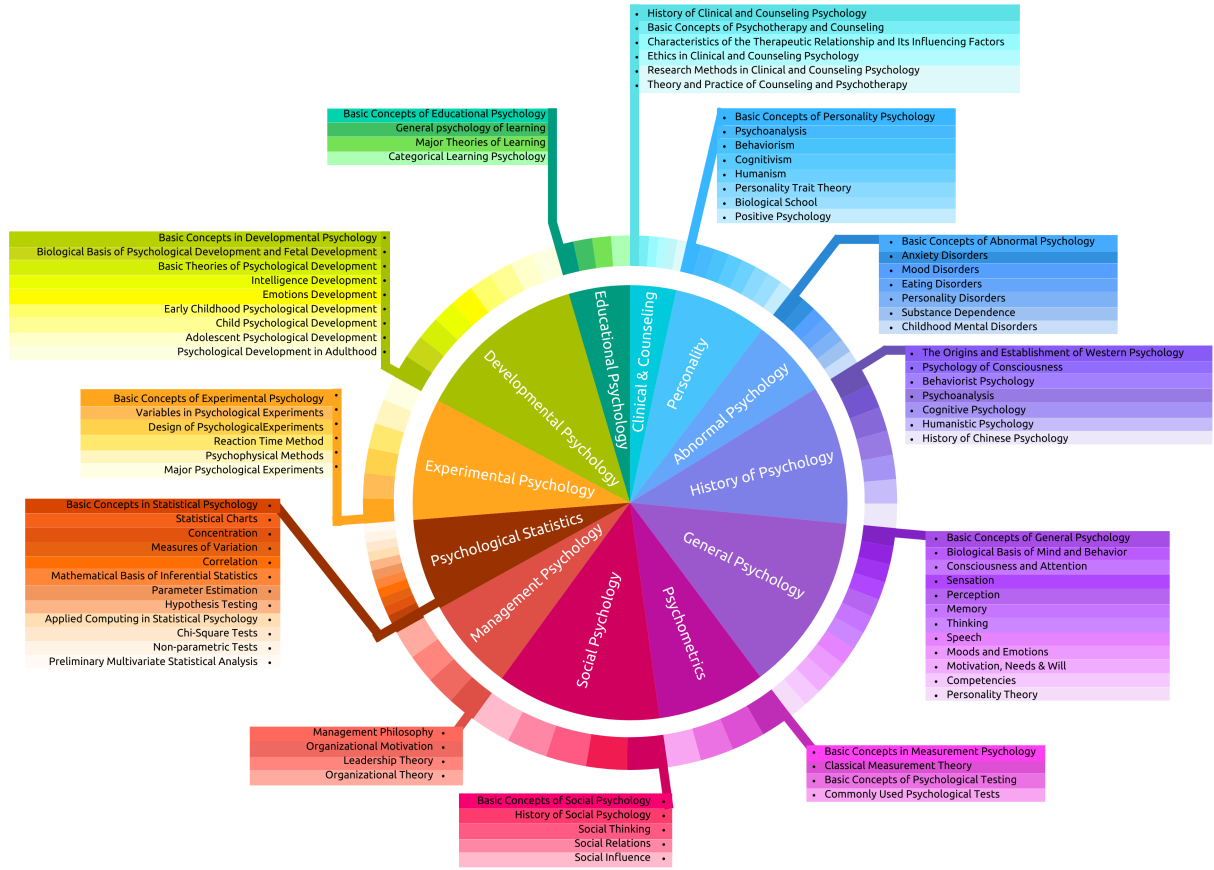 History of Clinical and Counseling Psychology
Basic Concepts of Psychotherapy and Counseling
Characteristics of the Therapeutic Relationship and Its Influencing Factors
Ethics in Clinical and Counseling Psychology
Research Methods in Clinical and Counseling Psychology
Theory and Practice of Counseling and Psychotherapy
Basic Concepts of Educational Psychology
General psychology of learning
Major Theories of Learning
Categorical Learning Psychology
Basic Concepts of Personality Psychology
Psychoanalysis
Behaviorism
Cognitivism
Humanism
Personality Trait Theory
Biological School
Positive Psychology
Basic Concepts in Developmental Psychology
Biological Basis of Psychological Development and Fetal Development
Basic Theories of Psychological Development
Intelligence Development
Emotions Development
Early Childhood Psychological Development
Child Psychological Development
Adolescent Psychological Development
Psychological Development in Adulthood
Basic Concepts of Abnormal Psychology
Anxiety Disorders
Mood Disorders
Eating Disorders
Personality Disorders
Substance Dependence
Childhood Mental Disorders
The Origins and Establishment of Western Psychology
Psychology of Consciousness
Behaviorist Psychology
Psychoanalysis
Cognitive Psychology
Humanistic Psychology
History of Chinese Psychology
Basic Concepts of Experimental Psychology
Variables in Psychological Experiments
Design of PsychologicalExperiments
Reaction Time Method
Psychophysical Methods
Major Psychological Experiments
Educational Psychology
Clinical & Counseling
Personality
Abnormal Psychology
History of Psychology
General Psychology
Psychometrics
Social Psychology
Management Psychology
Psychological Statistics
Experimental Psychology
Developmental Psychology
Basic Concepts in Statistical Psychology
Statistical Charts
Concentration
Measures of Variation
Correlation
Mathematical Basis of Inferential Statistics
Parameter Estimation
Hypothesis Testing
Applied Computing in Statistical Psychology
Chi-Square Tests
Non-parametric Tests
Preliminary Multivariate Statistical Analysis
Basic Concepts of General Psychology
Biological Basis of Mind and Behavior
Consciousness and Attention
Sensation
Perception
Memory
Thinking
Speech
Moods and Emotions
Motivation, Needs & Will
Competencies
Personality Theory
Management Philosophy
Organizational Motivation
Leadership Theory
Organizational Theory
Basic Concepts in Measurement Psychology
Classical Measurement Theory
Basic Concepts of Psychological Testing
Commonly Used Psychological Tests
Basic Concepts of Social Psychology
History of Social Psychology
Social Thinking
Social Relations
Social Influence